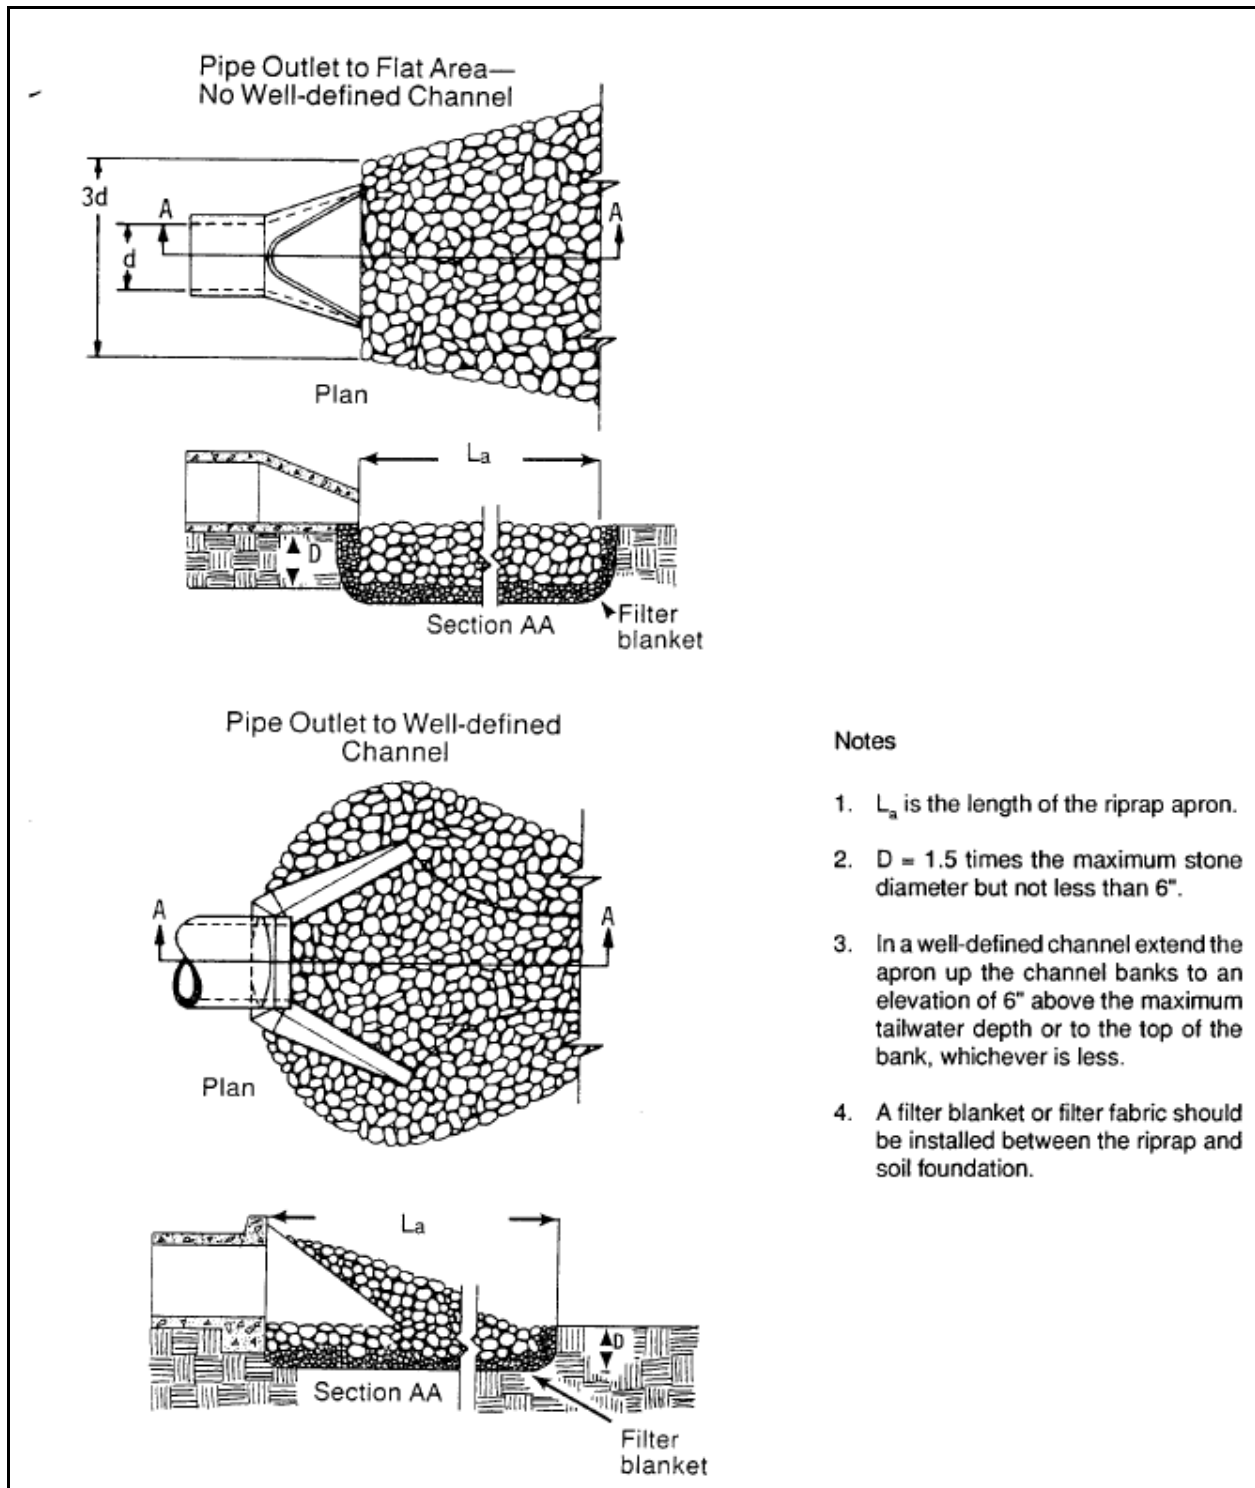 Pipe Outlet to Flat Area—
No Well-defined Channel
3d
A
A
d
Plan
La
D
Section AA
Filter
blanket
Pipe Outlet to Well-defined
Channel
A
A
Plan
La
D
Section AA
Filter
blanket
Notes
1. La is the length of the riprap apron.
2. D = 1.5 times the maximum stone
diameter but not less than 6".
3. In a well-defined channel extend the
apron up the channel banks to an
elevation of 6" above the maximum
tailwater depth or to the top of the
bank, whichever is less.
4. A filter blanket or filter fabric should
be installed between the riprap and
soil foundation.